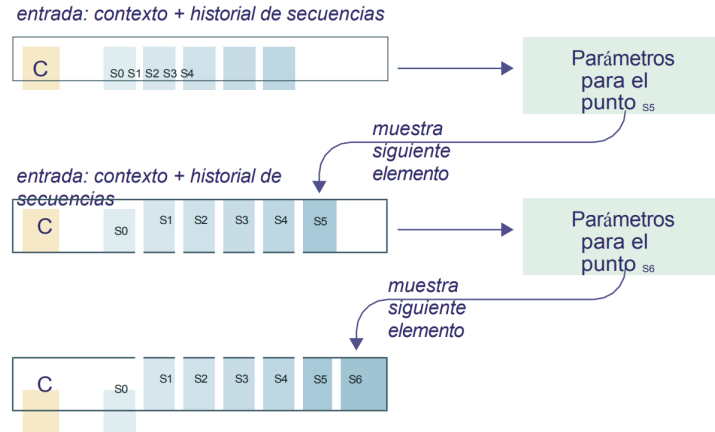 entrada: contexto + historial de secuencias
C
S0 S1 S2 S3 S4
Parámetros
para el
punto S5
muestra
siguiente
elemento
entrada: contexto + historial de
secuencias
C
S0
S1
S2
S3
S4
S5
Parámetros
para el
punto S6
muestra
siguiente
elemento
C
S0
S1
S2
S3
S4
S5
S6